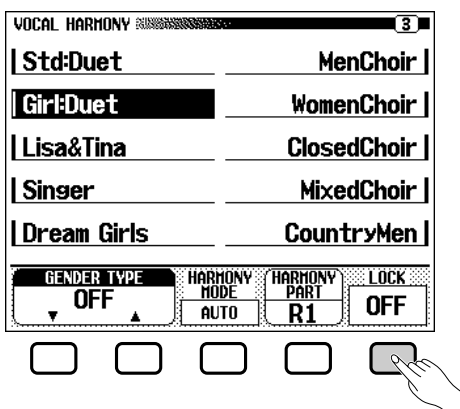 VOCAL HARMONY 3
Std:Duet MenChoir
Girl:Duet WomenChoir
Lisa&Tina ClosedChoir
Singer MixedChoir
Dream Girls CountryMen
GENDER TYPE HARMONY MODE HARMONY PART LOCK
OFF AUTO R1 OFF